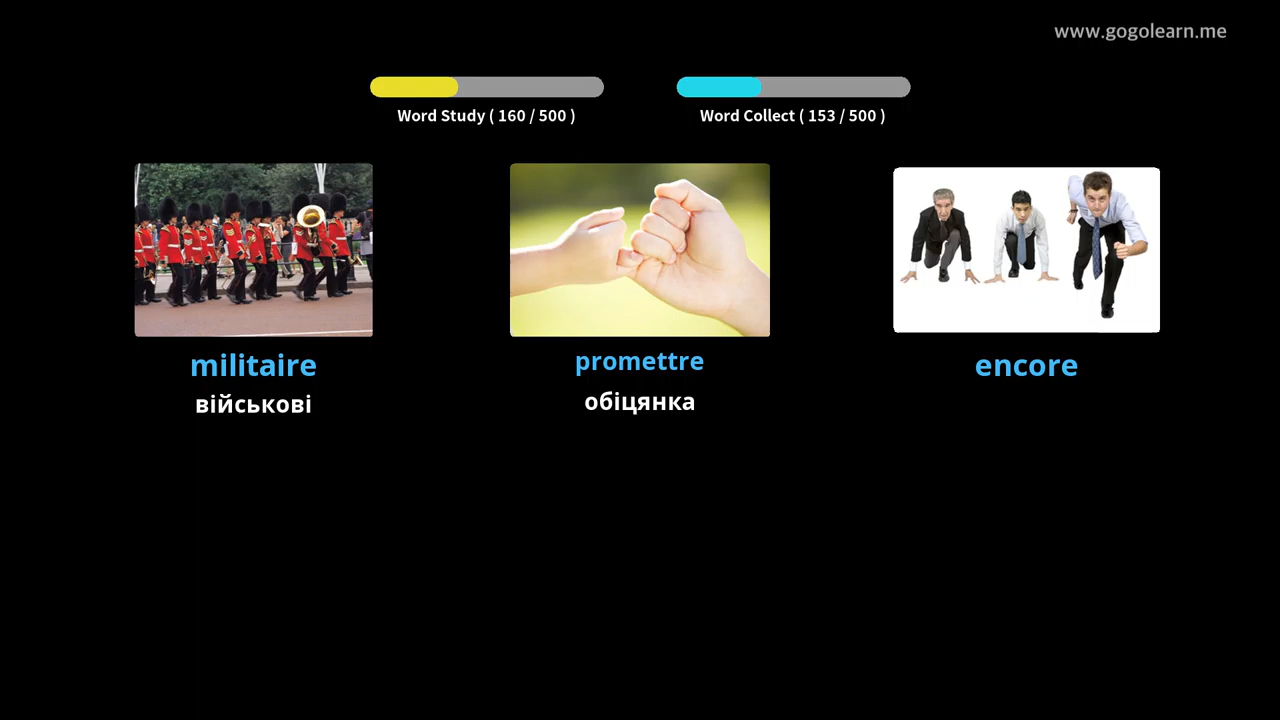 www.gogolearn.me
Word Study ( 160 / 500 )
Word Collect ( 153 / 500 )
militaire
військові
promettre
обіцянка
encore